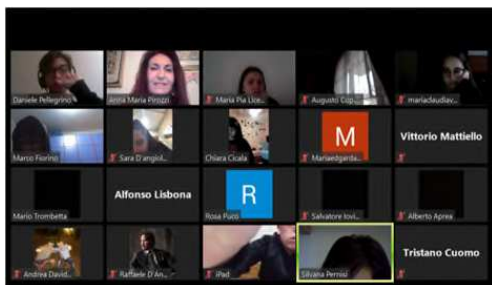 Daniele Pellegrino
Anna Maria Pirozzi
Maria Pia Lice...
Augusto Cop...
mariaclaudiav...
Marco Fiorino
Sara D'angiol...
Chiara Cicala
M
Mariaedgarda...
Vittorio Mattiello
Mario Trombetta
Alfonso Lisbona
R
Rosa Puco
Salvatore Iovi...
Alberto Aprea
Andrea David...
Raffaele D'An...
iPad
Silvana Pernisi
Tristano Cuomo